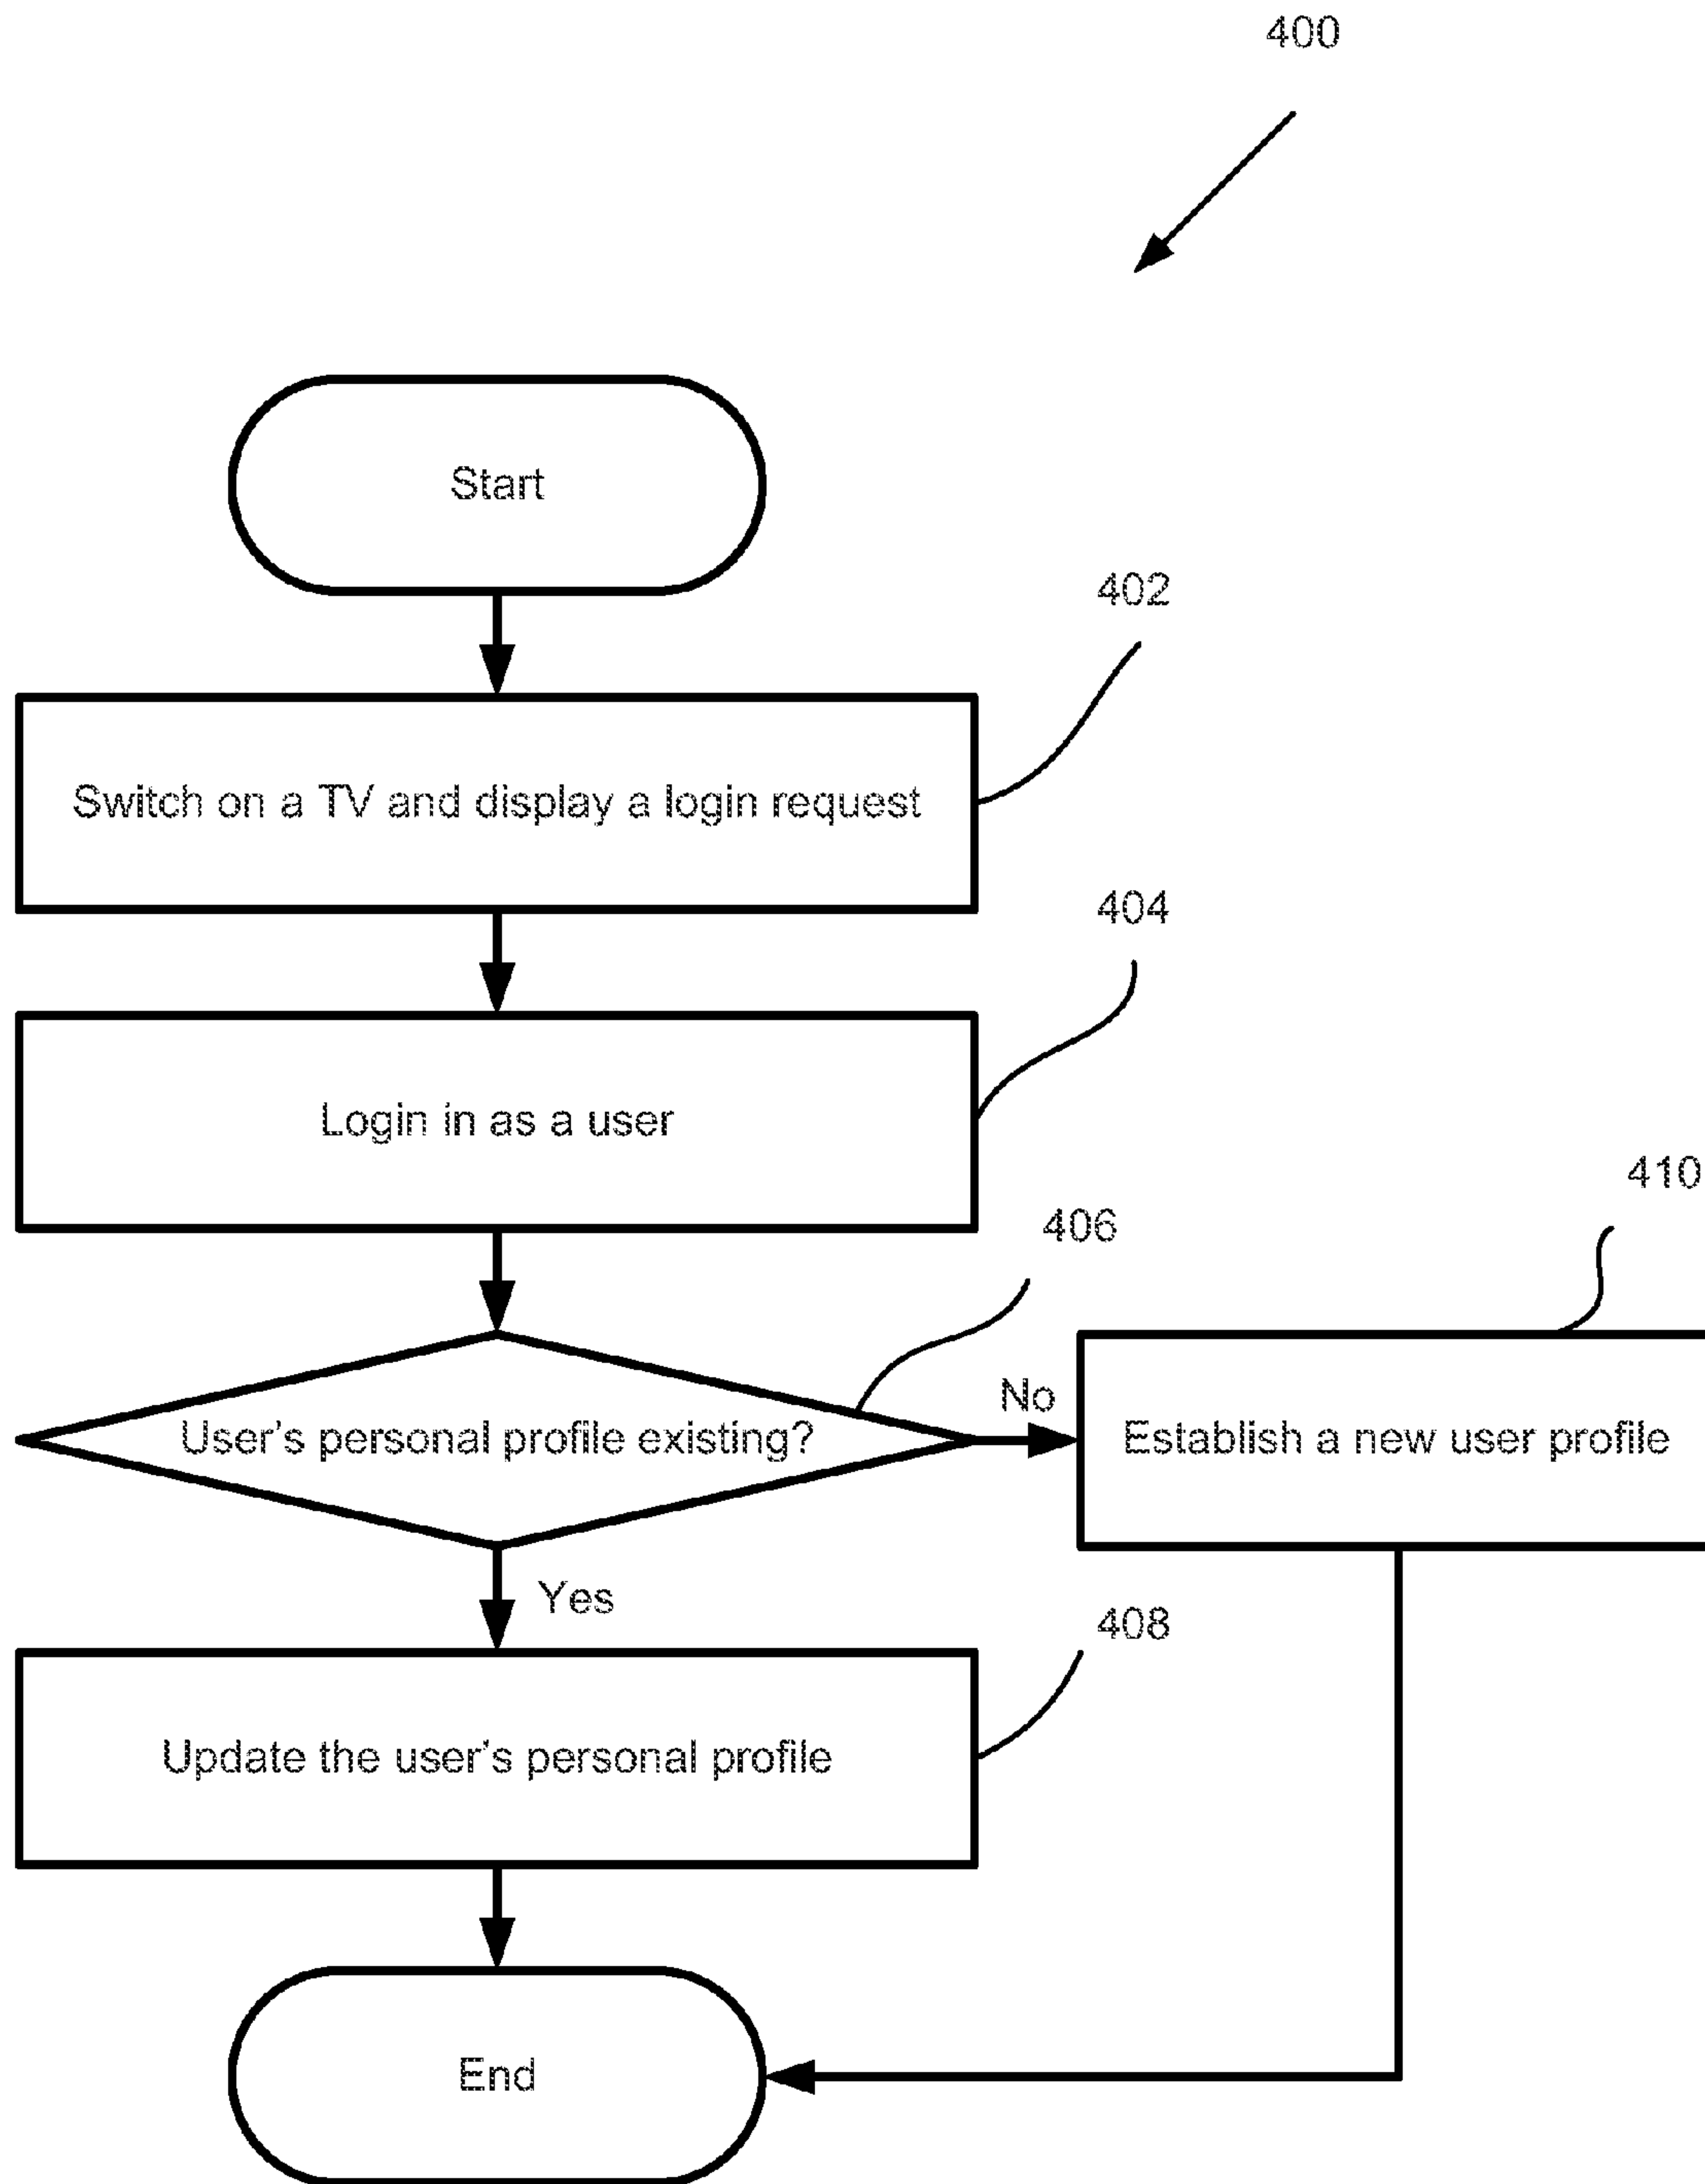 400
Start
402
Switch on a TV and display a login request
404
Login in as a user
410
406
No
User's personal profile existing?
Establish a new user profile
Yes
408
Update the user's personal profile
End